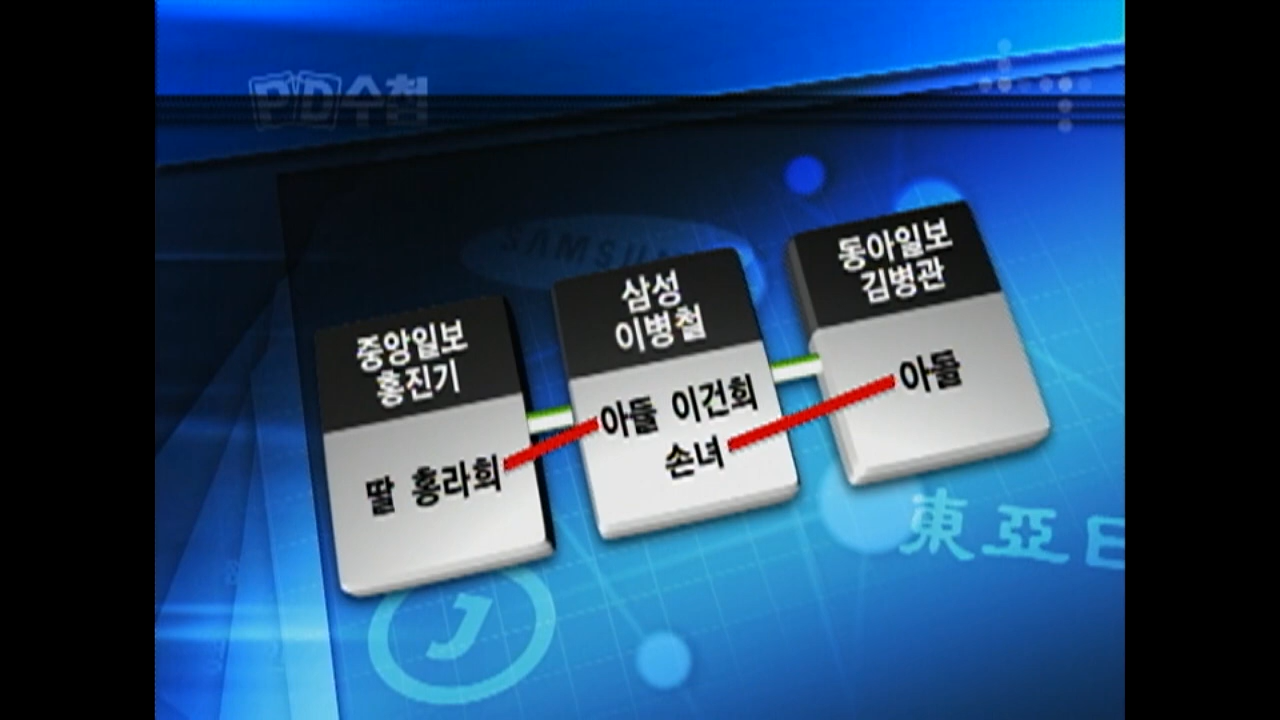 PD수첩
SAMSU
중앙일보
홍진기
딸 홍라희
삼성
이병철
아들 이건희
손녀
동아일보
김병관
아들
東亞日
J